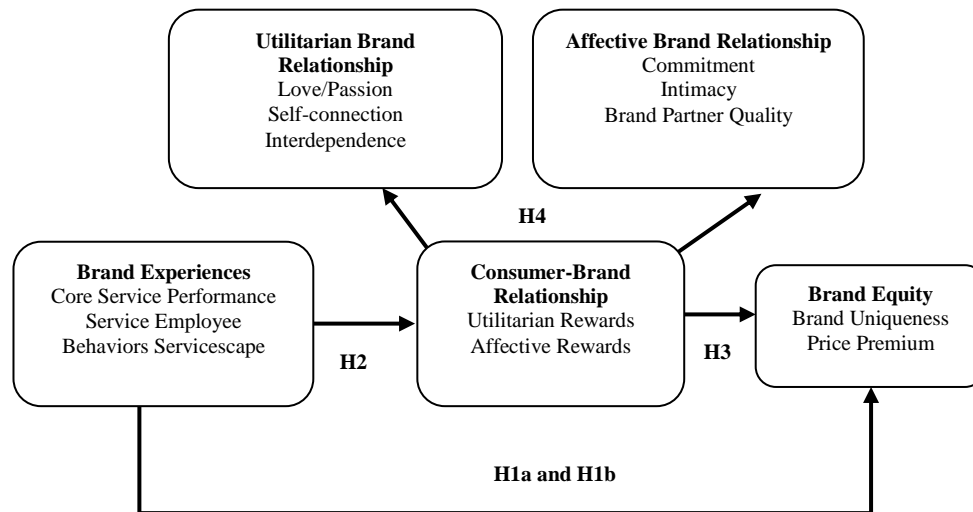 Utilitarian Brand
Relationship
Love/Passion
Self-connection
Interdependence
Affective Brand Relationship
Commitment
Intimacy
Brand Partner Quality
H4
Brand Experiences
Core Service Performance
Service Employee
Behaviors Servicescape
H2
Consumer-Brand
Relationship
Utilitarian Rewards
Affective Rewards
H3
Brand Equity
Brand Uniqueness
Price Premium
H1a and H1b